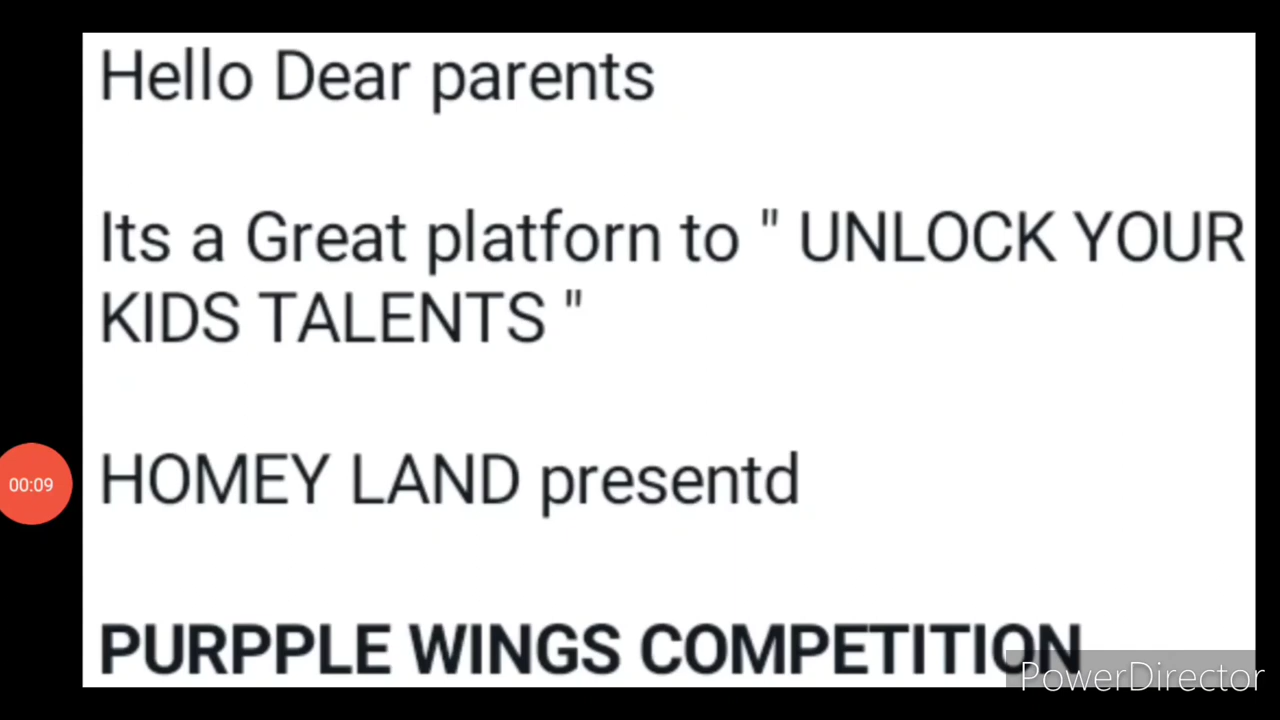 Hello Dear parents
Its a Great platforn to " UNLOCK YOUR
KIDS TALENTS "
HOMEY LAND presentd
00:09
PURPPLE WINGS COMPETITION
PowerDirector